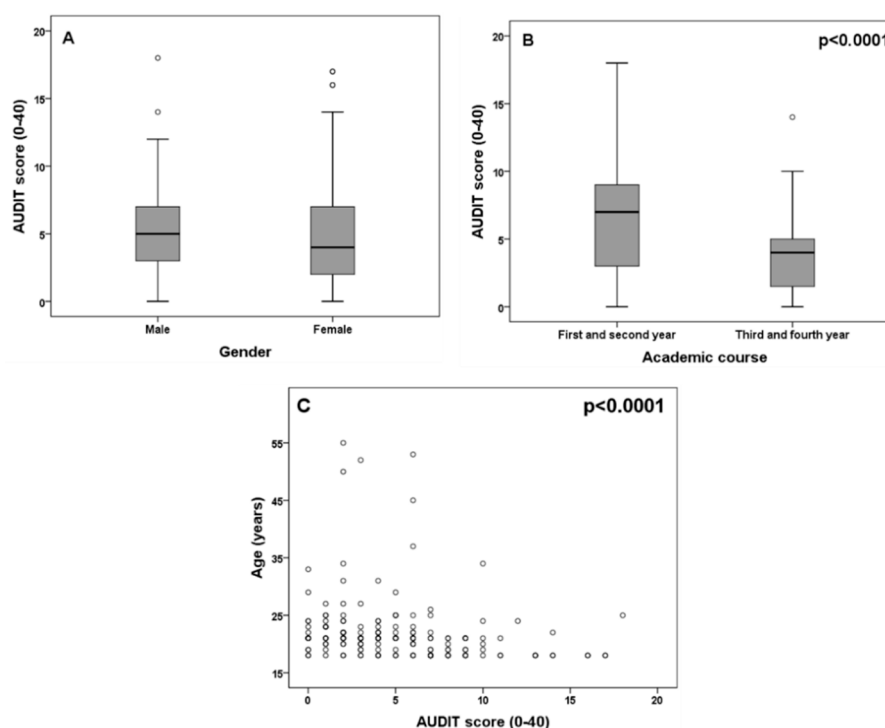 A
AUDIT score (0-40)
20
15
10
5
0
Male Female
Gender
B
p<0.0001
AUDIT score (0-40)
20
15
10
5
0
First and second year Third and fourth year
Academic course
C
p<0.0001
Age (years)
55
45
35
25
15
0 5 10 15 20
AUDIT score (0-40)